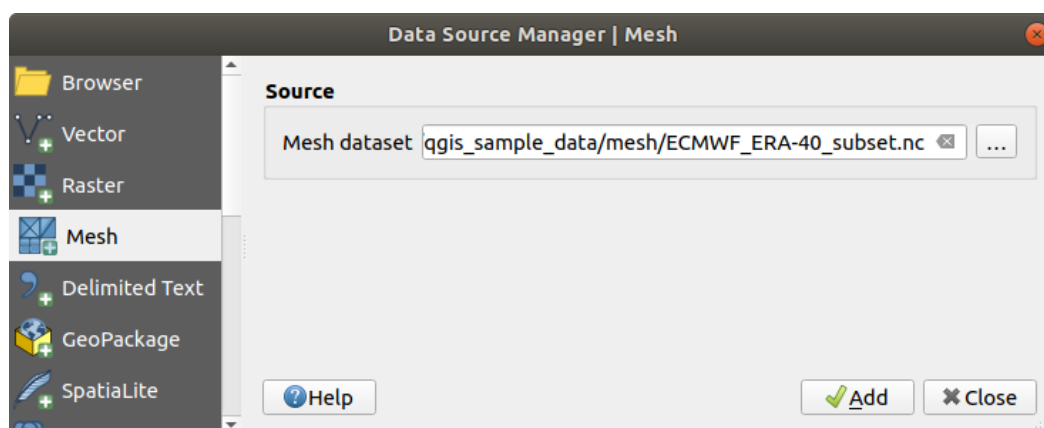 Data Source Manager | Mesh
Browser
Vector
Raster
Mesh
Delimited Text
GeoPackage
SpatiaLite
Source
Mesh dataset qgis_sample_data/mesh/ECMWF_ERA-40_subset.nc ...
Help
Add
Close